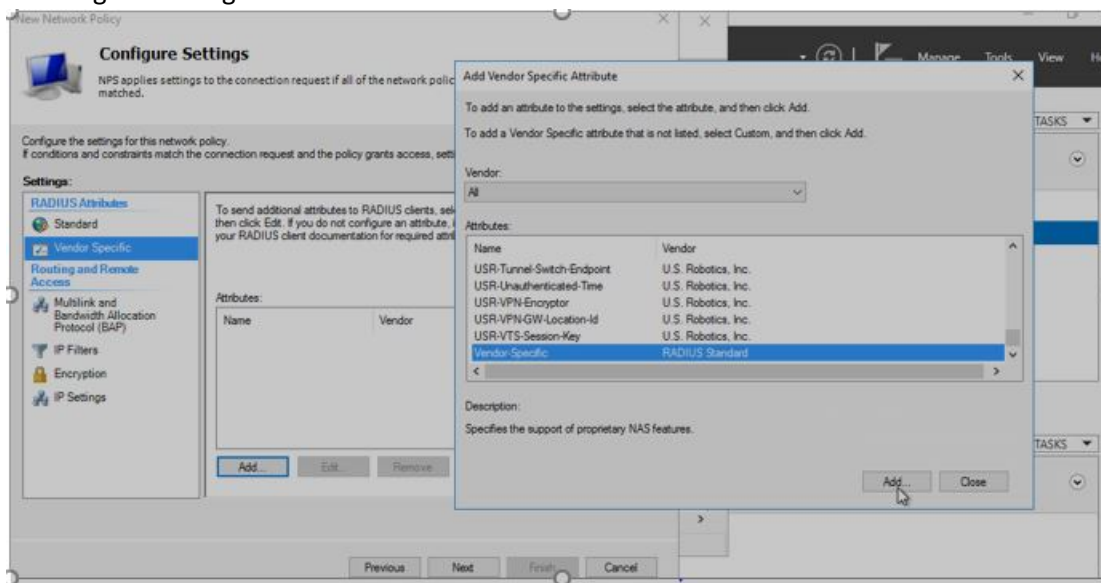 New Network Policy
Configure Settings
NPS applies settings to the connection request if all of the network polic
matched.
Configure the settings for this network policy.
If conditions and constraints match the connection request and the policy grants access, sett
Settings:
RADIUS Attributes
Standard
Vendor Specific
Routing and Remote
Access
Multilink and
Bandwidth Allocation
Protocol (BAP)
IP Filters
Encryption
IP Settings
To send additional attributes to RADIUS clients, sel
then click Edit. If you do not configure an attribute, i
your RADIUS client documentation for required attri
Attributes:
Name Vendor
Add... Edit... Remove
Previous Next Finish Cancel
Add Vendor Specific Attribute
To add an attribute to the settings, select the attribute, and then click Add.
To add a Vendor Specific attribute that is not listed, select Custom, and then click Add.
Vendor:
All
Attributes:
Name Vendor
USR-Tunnel-Switch-Endpoint U.S. Robotics, Inc.
USR-Unauthenticated-Time U.S. Robotics, Inc.
USR-VPN-Encryptor U.S. Robotics, Inc.
USR-VPN-GW-Location-Id U.S. Robotics, Inc.
USR-VTS-Session-Key U.S. Robotics, Inc.
Vendor-Specific RADIUS Standard
Description:
Specifies the support of proprietary NAS features.
Add... Close
Manage Tools View H
TASKS
TASKS